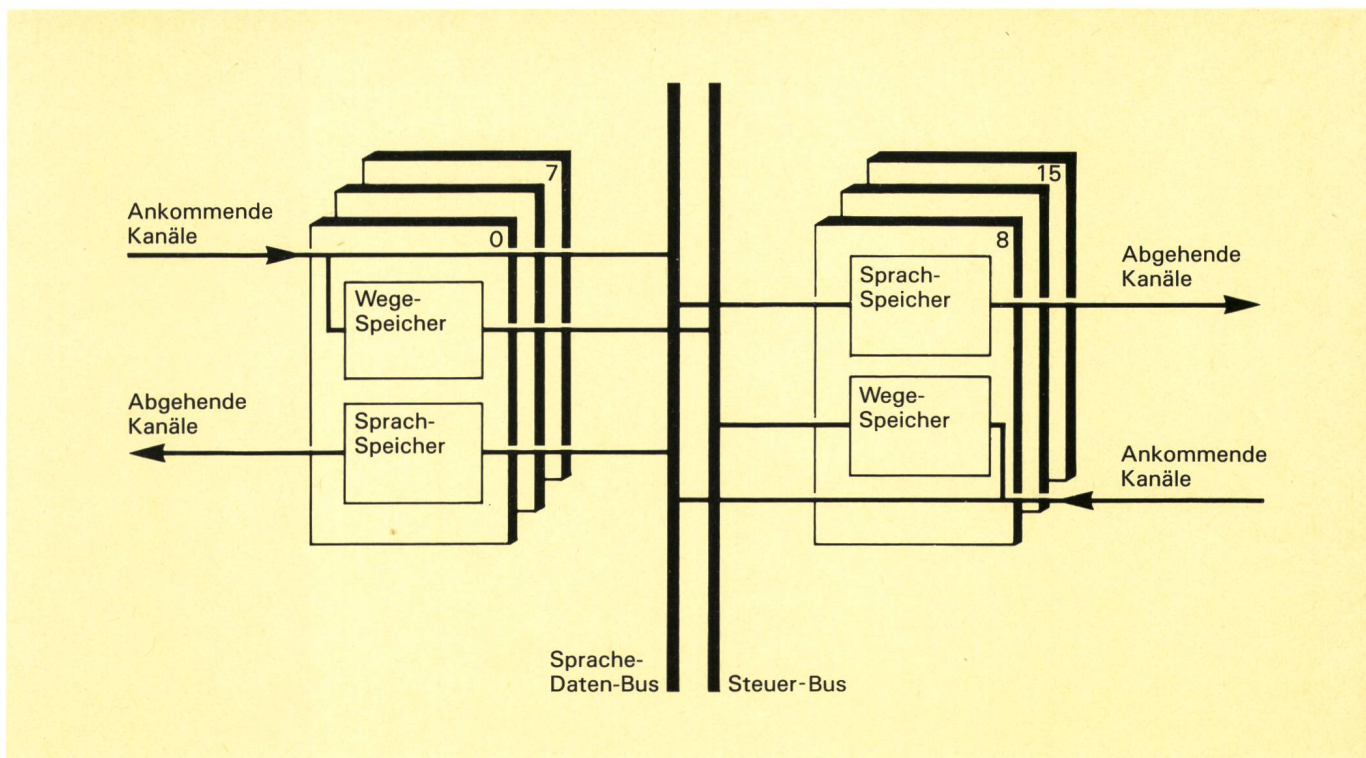 7
15
Ankommende
Kanäle
0
8
Abgehende
Kanäle
Wege-
Speicher
Sprach-
Speicher
Abgehende
Kanäle
Sprach-
Speicher
Wege-
Speicher
Ankommende
Kanäle
Sprache-
Daten-Bus
Steuer-Bus